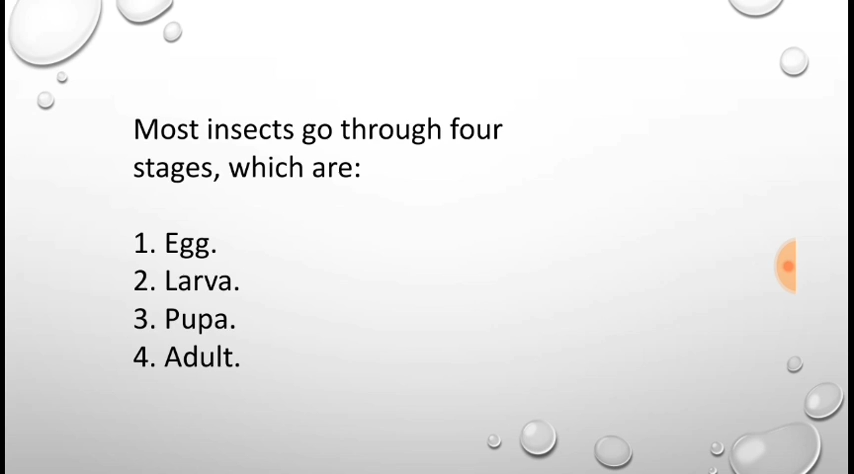 Most insects go through four
stages, which are:
1. Egg.
2. Larva.
3. Pupa.
4. Adult.